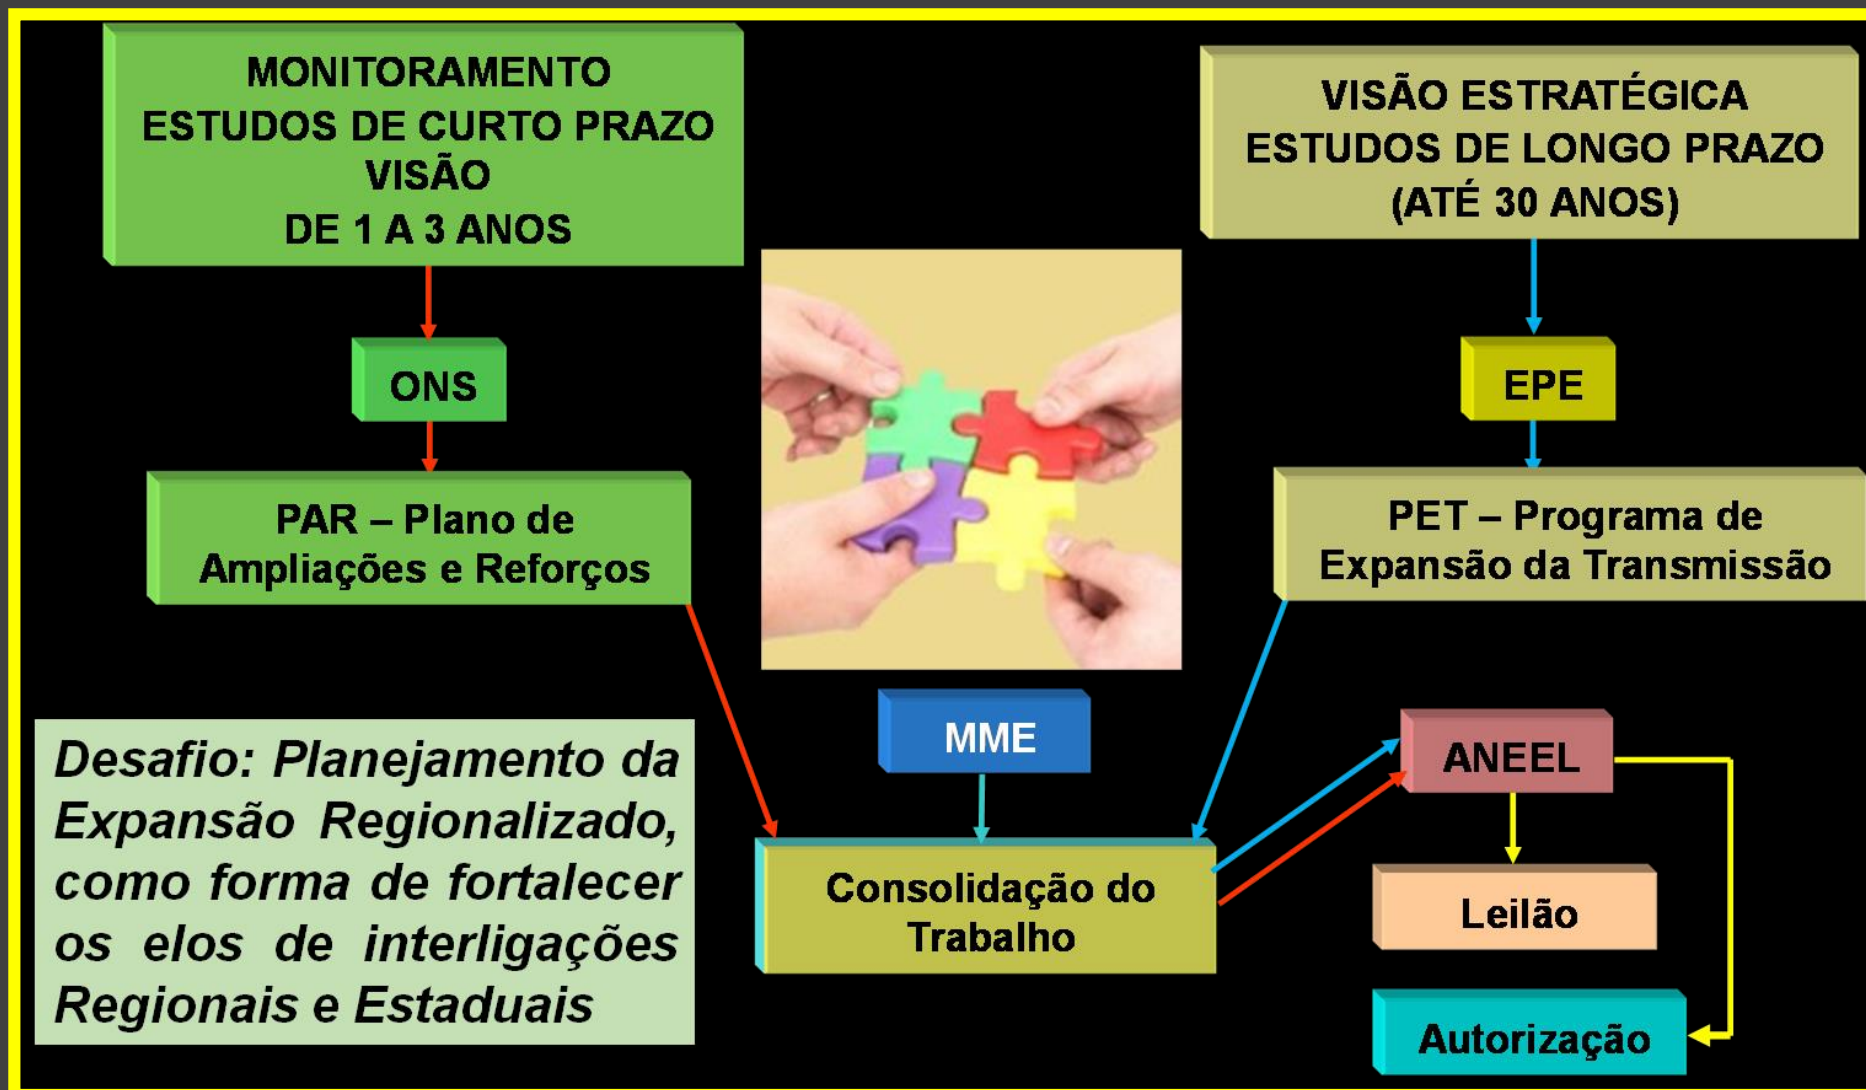 MONITORAMENTO
ESTUDOS DE CURTO PRAZO
VISÃO
DE 1 A 3 ANOS
VISÃO ESTRATÉGICA
ESTUDOS DE LONGO PRAZO
(ATÉ 30 ANOS)
ONS
EPE
PAR – Plano de
Ampliações e Reforços
PET – Programa de
Expansão da Transmissão
MME
ANEEL
Desafio: Planejamento da
Expansão Regionalizado,
como forma de fortalecer
os elos de interligações
Regionais e Estaduais
Consolidação do
Trabalho
Leilão
Autorização